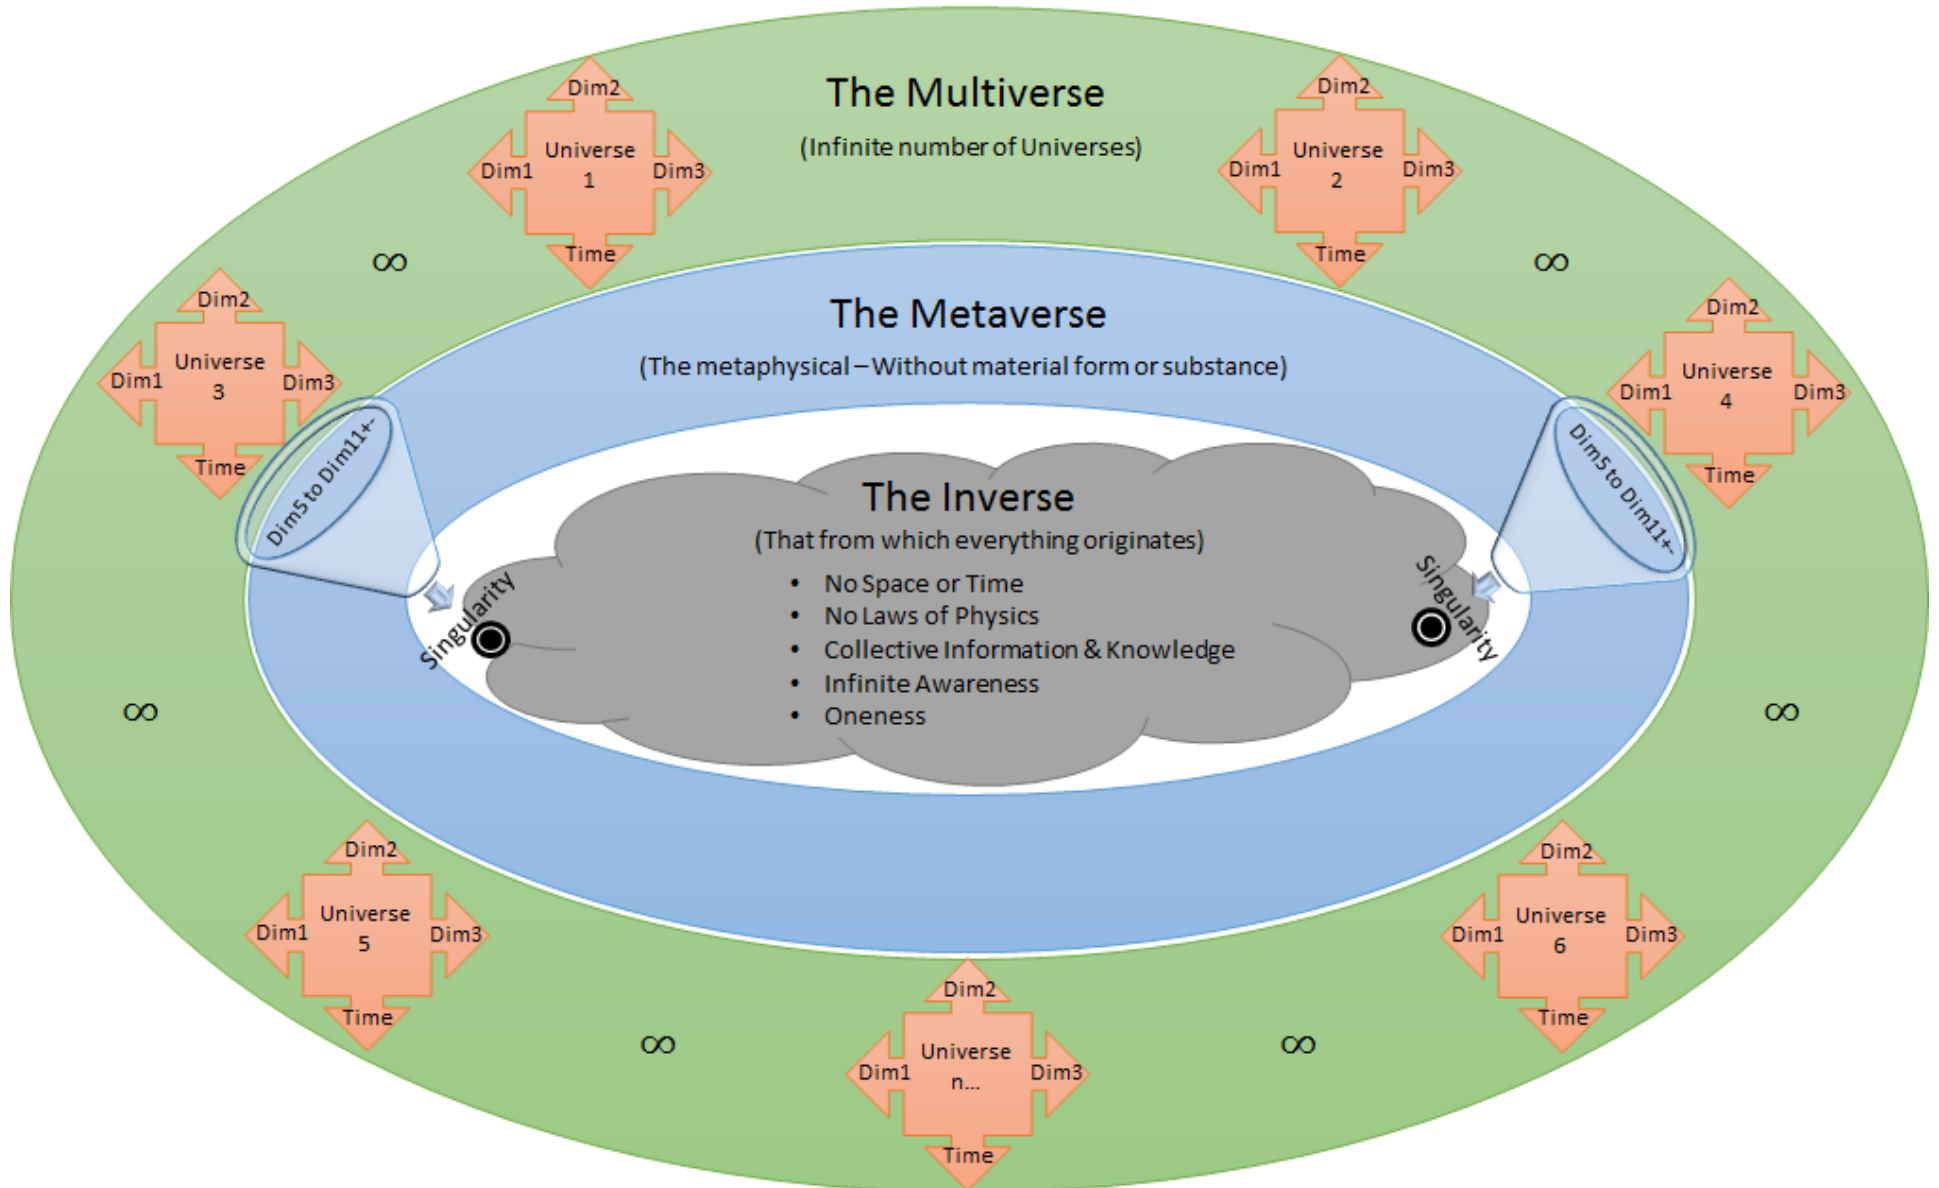 The Multiverse
(Infinite number of Universes)
Dim2
Dim1
Universe
1
Dim3
Time
Dim2
Dim1
Universe
2
Dim3
Time
∞
∞
Dim2
Dim1
Universe
3
Dim3
Time
Dim2
Dim1
Universe
4
Dim3
Time
The Metaverse
(The metaphysical – Without material form or substance)
Dim5 to Dim11+-
Dim5 to Dim11+-
The Inverse
(That from which everything originates)
• No Space or Time
• No Laws of Physics
• Collective Information & Knowledge
• Infinite Awareness
• Oneness
Singularity
Singularity
∞
∞
Dim2
Dim1
Universe
5
Dim3
Time
Dim2
Dim1
Universe
6
Dim3
Time
∞
∞
Dim2
Dim1
Universe
n...
Dim3
Time